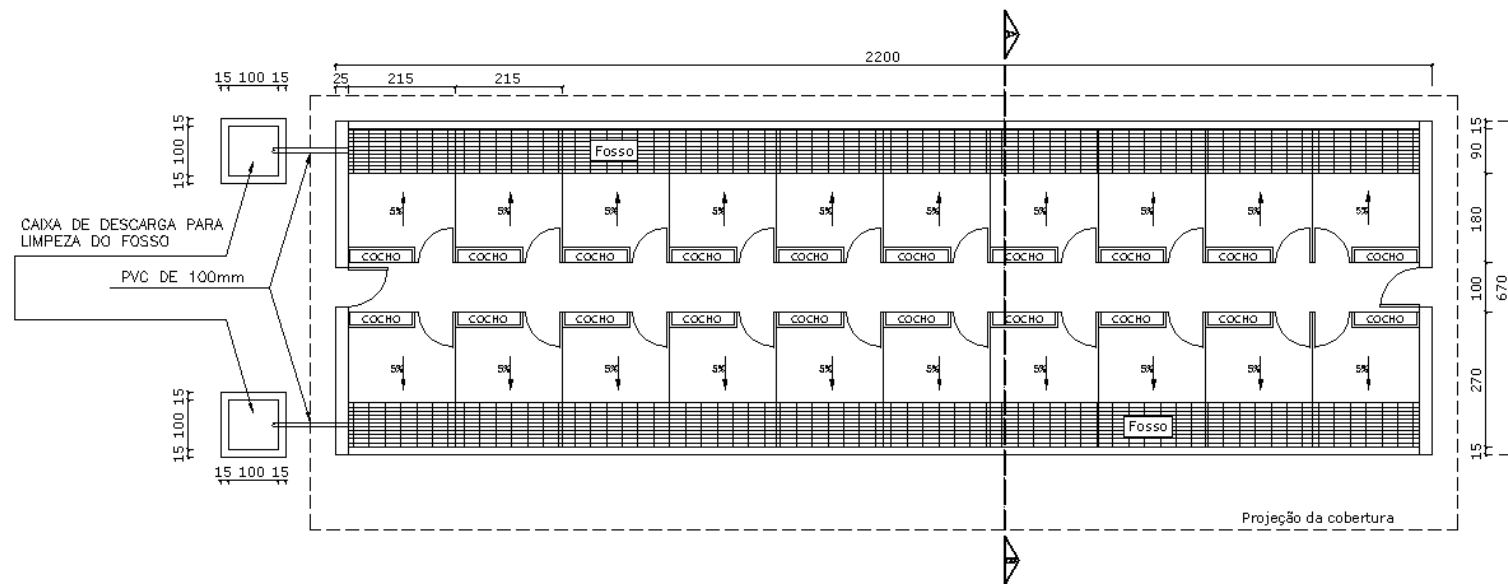 A
2200
15 100 15
25
215
215
15
100
15
Fosso
15
90
5%
5%
5%
5%
5%
5%
5%
5%
5%
5%
180
CAIXA DE DESCARGA PARA
LIMPEZA DO FOSSO
COCHO
COCHO
COCHO
COCHO
COCHO
COCHO
COCHO
COCHO
COCHO
COCHO
PVC DE 100mm
100
670
COCHO
COCHO
COCHO
COCHO
COCHO
COCHO
COCHO
COCHO
COCHO
COCHO
5%
5%
5%
5%
5%
5%
5%
5%
5%
5%
270
15
100
15
Fosso
15
15 100 15
Projeção da cobertura